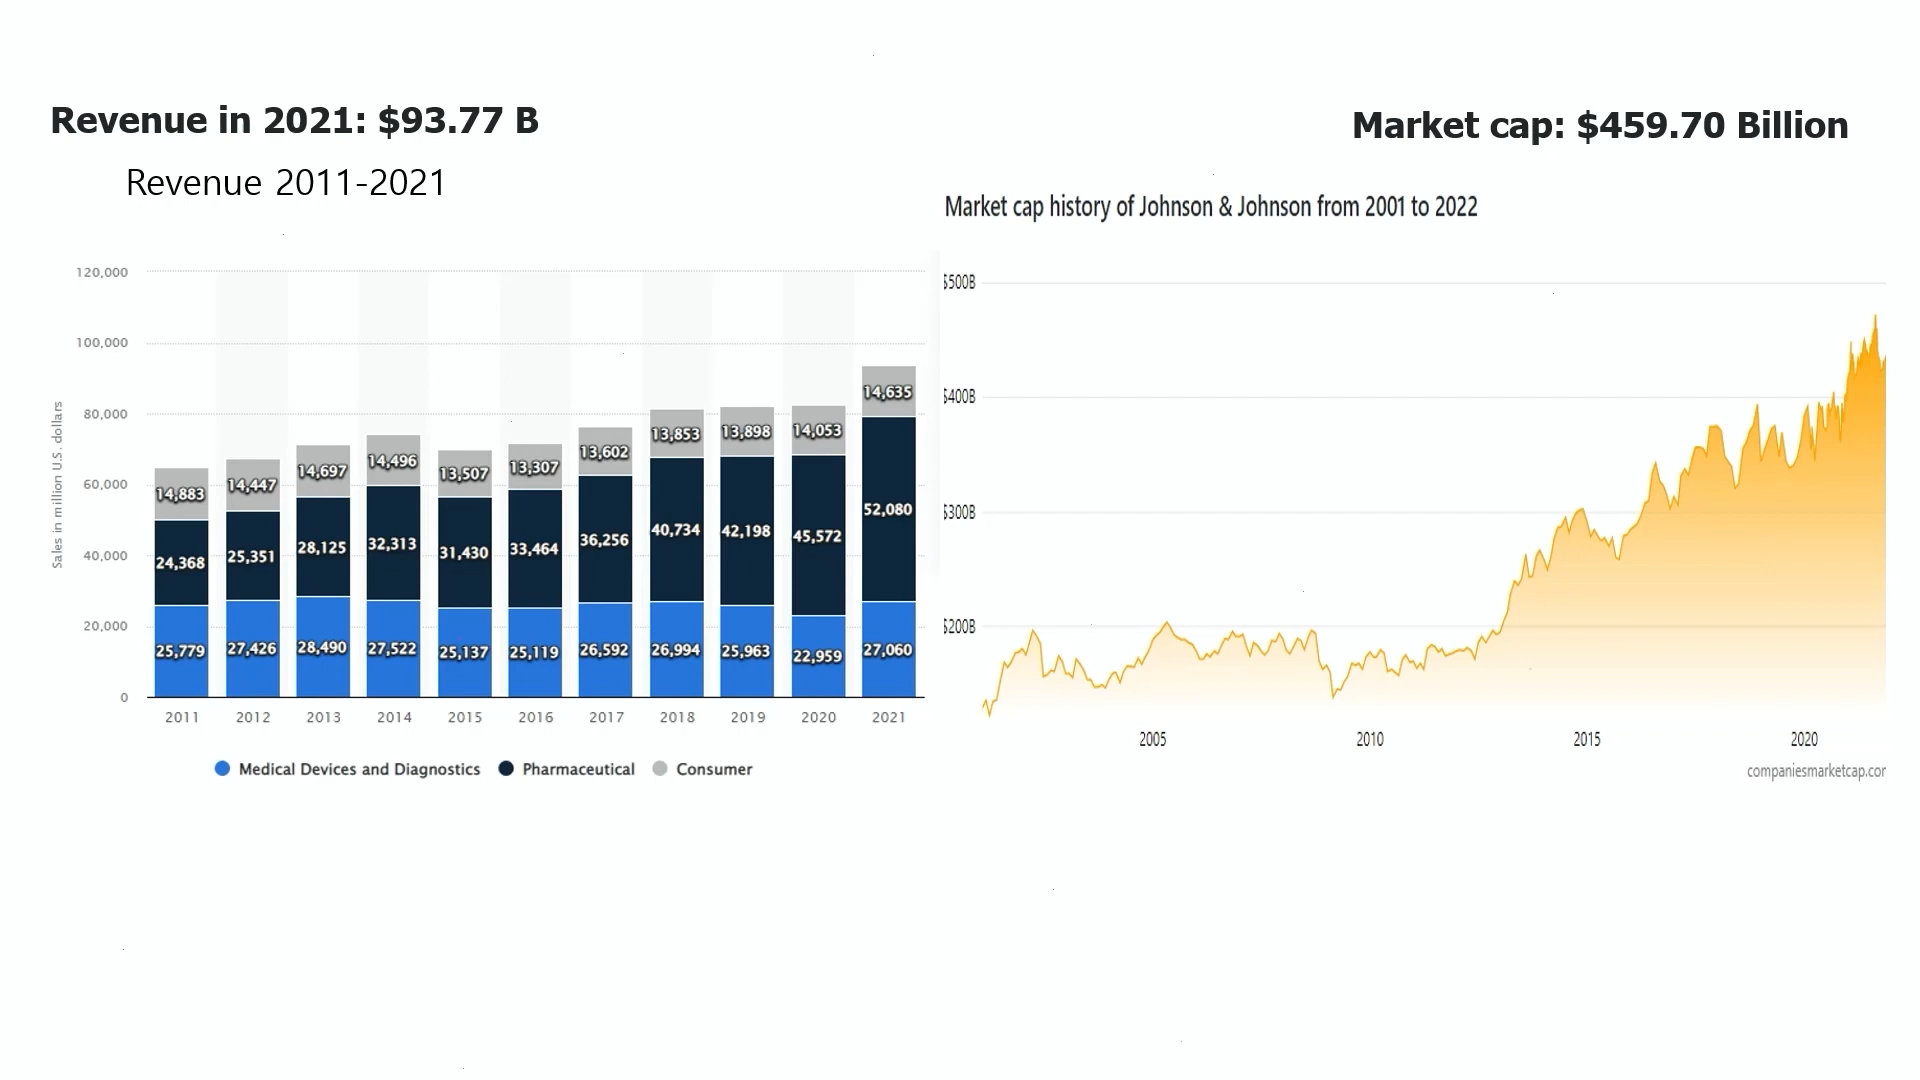 Revenue in 2021: $93.77 B
Revenue 2011-2021
120,000
100,000
80,000
60,000
40,000
20,000
0
Sales in million U.S. dollars
14,883 14,447 14,697 14,496 13,507 13,307 13,602 13,853 13,898 14,053 14,635
24,368 25,351 28,125 32,313 31,430 33,464 36,256 40,734 42,198 45,572 52,080
25,779 27,426 28,490 27,522 25,137 25,119 26,592 26,994 25,963 22,959 27,060
2011 2012 2013 2014 2015 2016 2017 2018 2019 2020 2021
Medical Devices and Diagnostics Pharmaceutical Consumer
Market cap: $459.70 Billion
Market cap history of Johnson & Johnson from 2001 to 2022
$500B
$400B
$300B
$200B
2005 2010 2015 2020
companiesmarketcap.cor